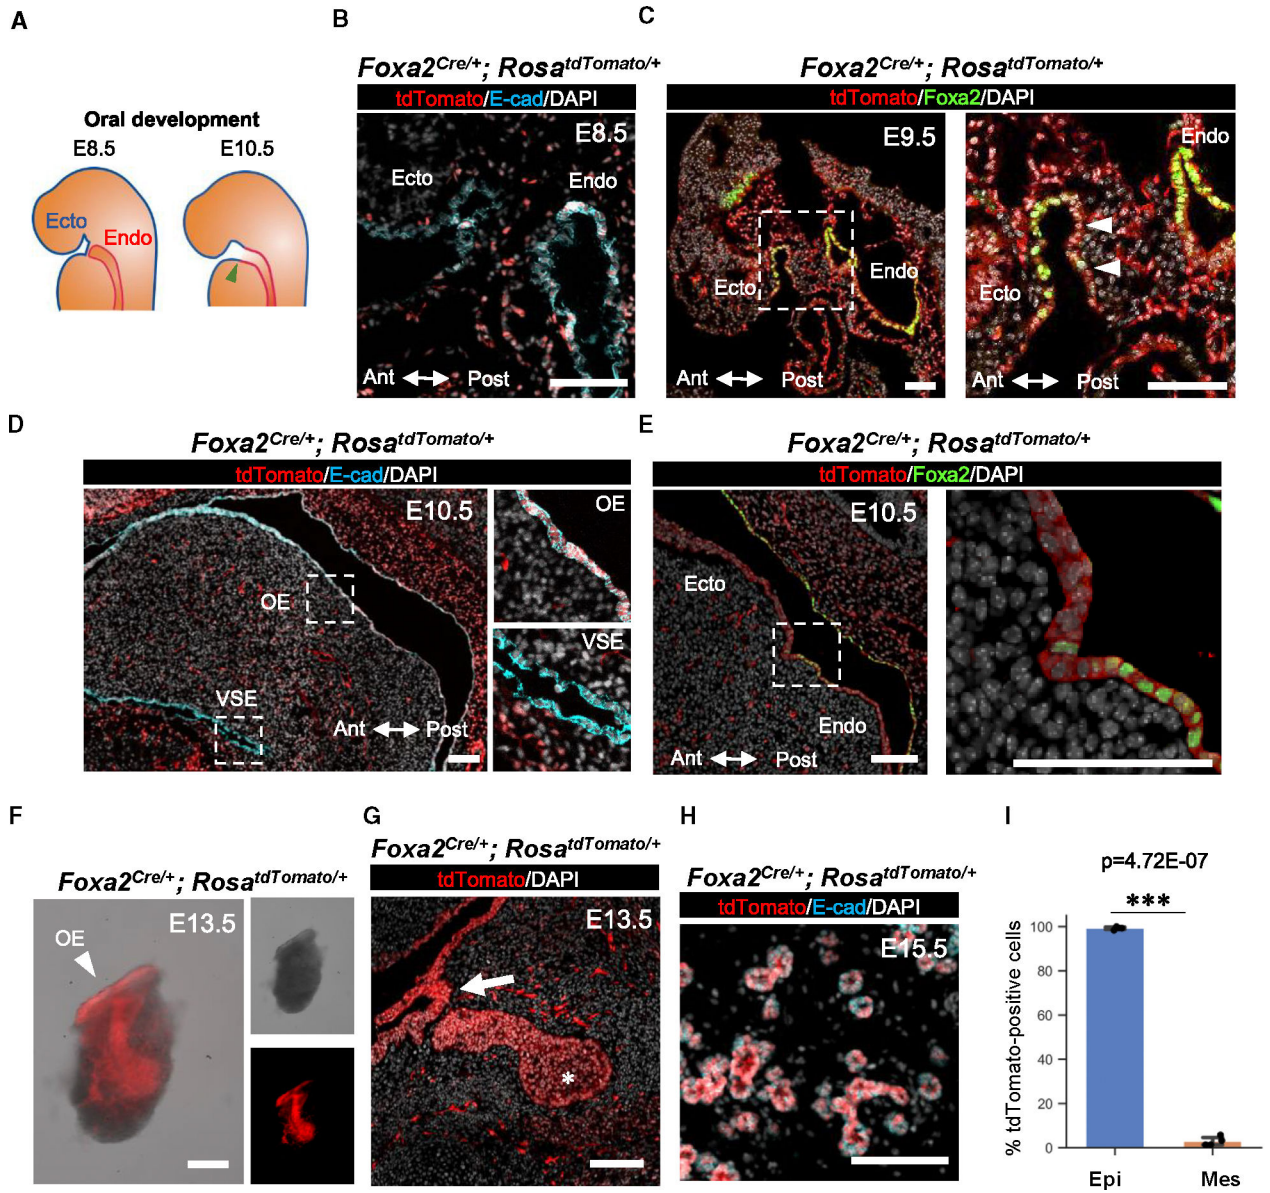 A
Oral development
E8.5
E10.5
Ecto
Endo
B
Foxa2Cre/+; RosatdTomato/+
tdTomato/E-cad/DAPI
E8.5
Ecto
Endo
Ant
Post
C
Foxa2Cre/+; RosatdTomato/+
tdTomato/Foxa2/DAPI
E9.5
Endo
Ecto
Ant
Post
Endo
Ecto
Ant
Post
D
Foxa2Cre/+; RosatdTomato/+
tdTomato/E-cad/DAPI
E10.5
OE
VSE
Ant
Post
OE
VSE
E
Foxa2Cre/+; RosatdTomato/+
tdTomato/Foxa2/DAPI
E10.5
Ecto
Endo
Ant
Post
F
Foxa2Cre/+; RosatdTomato/+
E13.5
OE
G
Foxa2Cre/+; RosatdTomato/+
tdTomato/DAPI
E13.5
*
H
Foxa2Cre/+; RosatdTomato/+
tdTomato/E-cad/DAPI
E15.5
I
p=4.72E-07
***
% tdTomato-positive cells
100
80
60
40
20
0
Epi
Mes